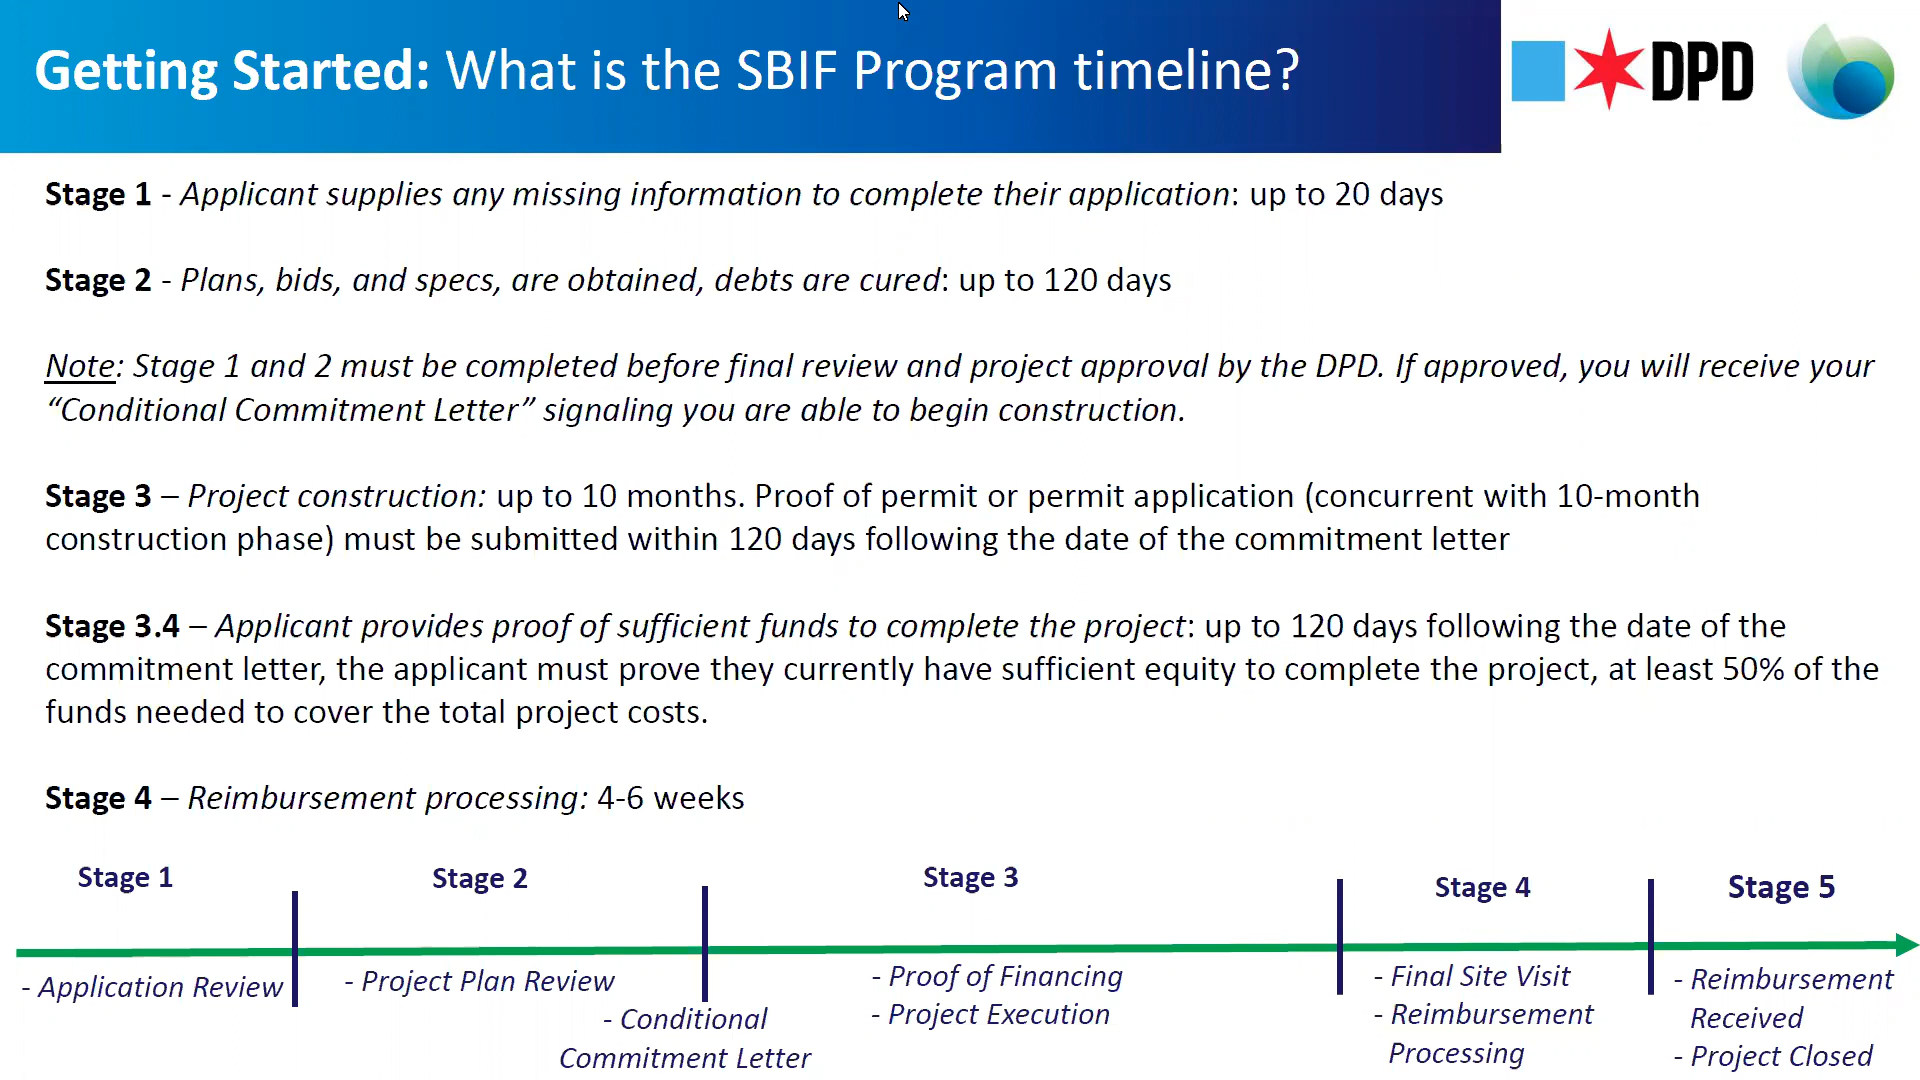 Getting Started: What is the SBIF Program timeline?
DPD
Stage 1 - Applicant supplies any missing information to complete their application: up to 20 days
Stage 2 - Plans, bids, and specs, are obtained, debts are cured: up to 120 days
Note: Stage 1 and 2 must be completed before final review and project approval by the DPD. If approved, you will receive your
“Conditional Commitment Letter” signaling you are able to begin construction.
Stage 3 – Project construction: up to 10 months. Proof of permit or permit application (concurrent with 10-month
construction phase) must be submitted within 120 days following the date of the commitment letter
Stage 3.4 – Applicant provides proof of sufficient funds to complete the project: up to 120 days following the date of the
commitment letter, the applicant must prove they currently have sufficient equity to complete the project, at least 50% of the
funds needed to cover the total project costs.
Stage 4 – Reimbursement processing: 4-6 weeks
Stage 1
Stage 2
Stage 3
Stage 4
Stage 5
- Application Review
- Project Plan Review
- Conditional
Commitment Letter
- Proof of Financing
- Project Execution
- Final Site Visit
- Reimbursement
Processing
- Reimbursement
Received
- Project Closed